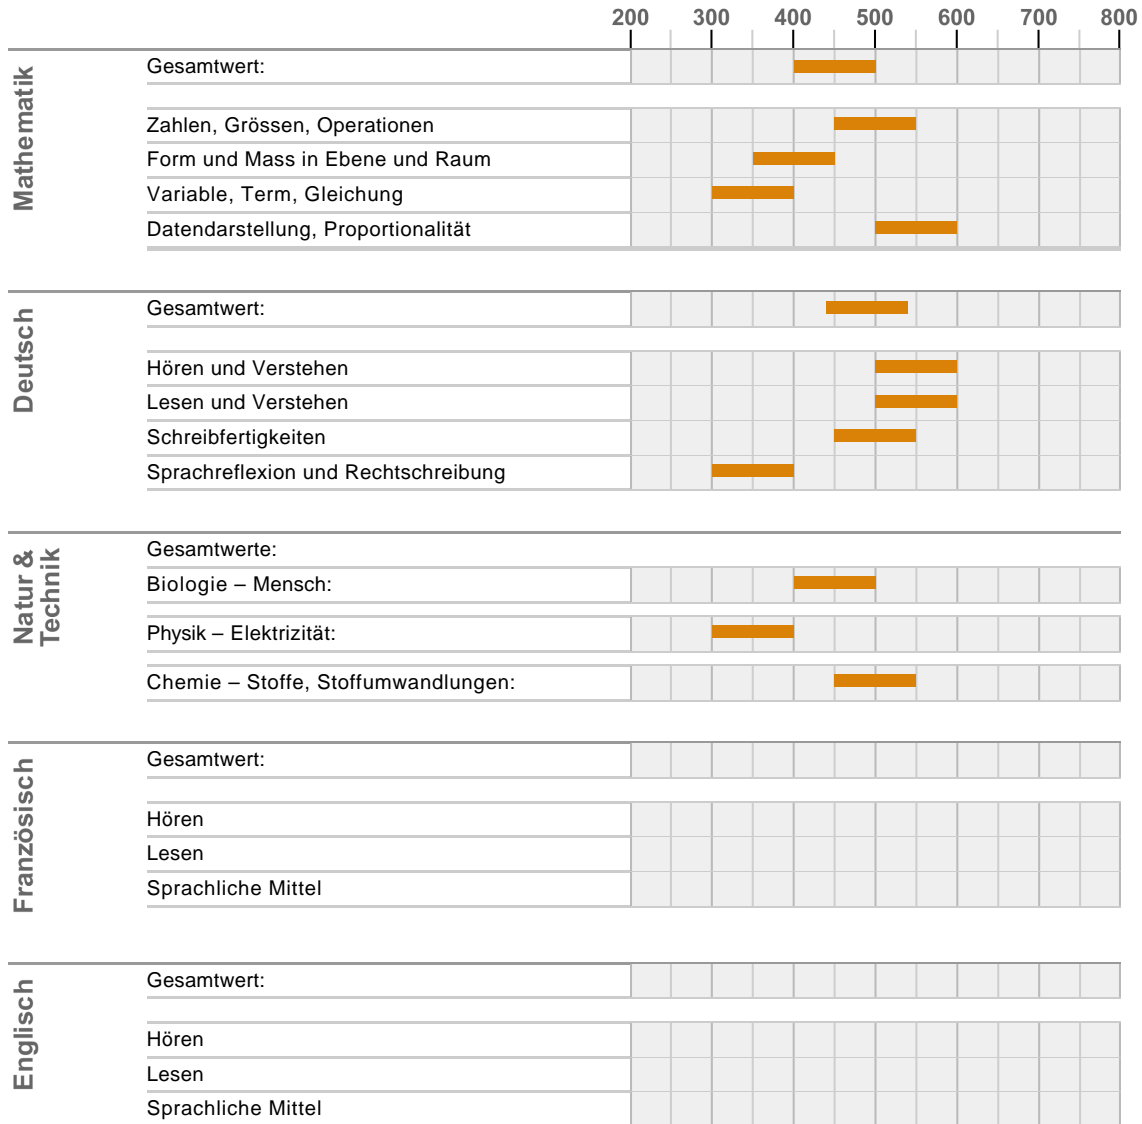 200 300 400 500 600 700 800
Mathematik
Gesamtwert:
Zahlen, Grössen, Operationen
Form und Mass in Ebene und Raum
Variable, Term, Gleichung
Datendarstellung, Proportionalität
Deutsch
Gesamtwert:
Hören und Verstehen
Lesen und Verstehen
Schreibfertigkeiten
Sprachreflexion und Rechtschreibung
Natur &
Technik
Gesamtwerte:
Biologie – Mensch:
Physik – Elektrizität:
Chemie – Stoffe, Stoffumwandlungen:
Französisch
Gesamtwert:
Hören
Lesen
Sprachliche Mittel
Englisch
Gesamtwert:
Hören
Lesen
Sprachliche Mittel